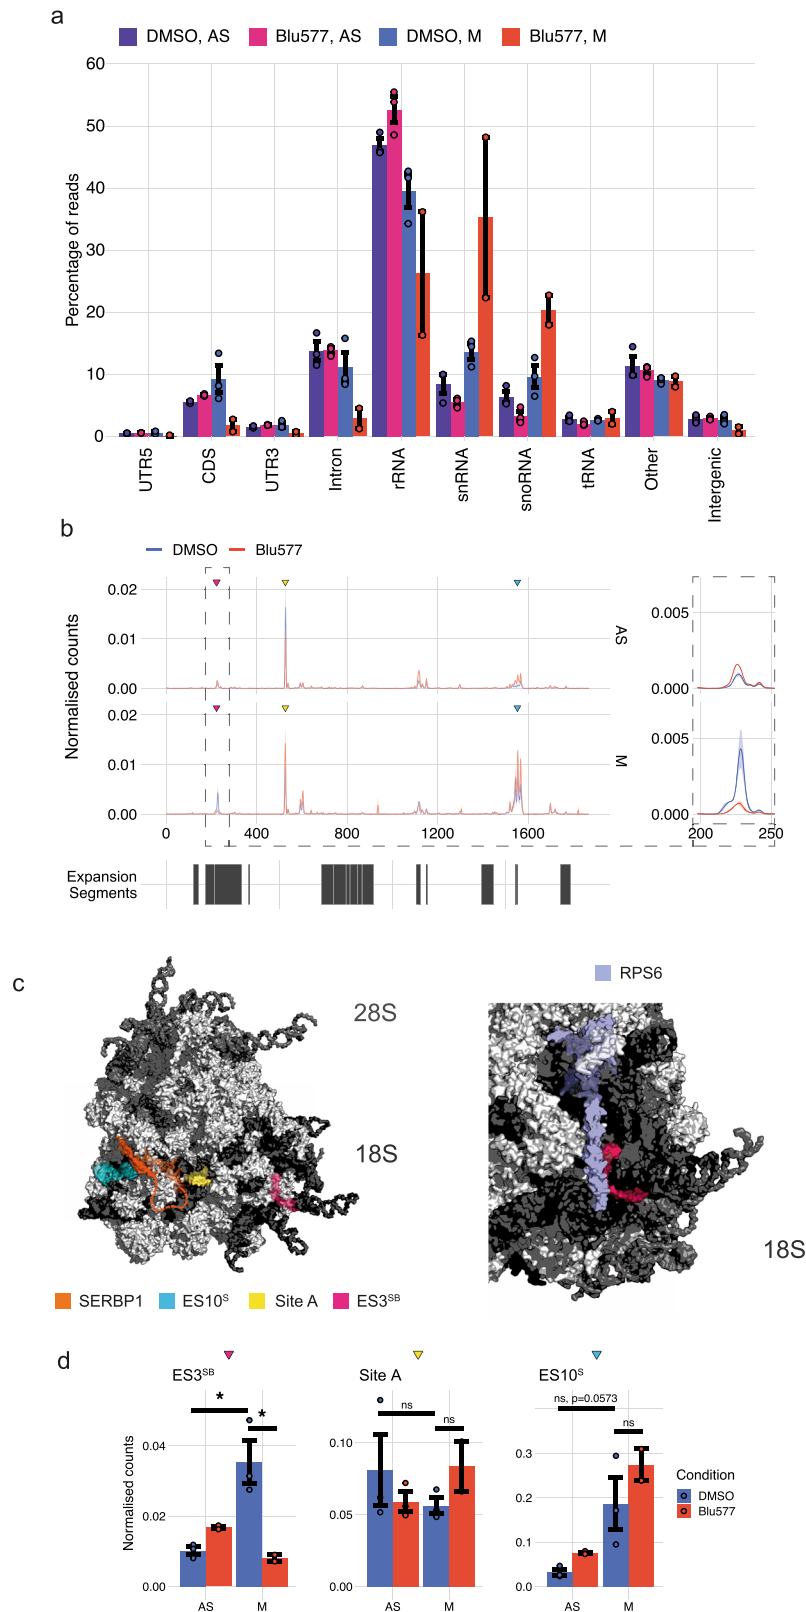 a
DMSO, AS
Blu577, AS
DMSO, M
Blu577, M
Percentage of reads
60
50
40
30
20
10
0
UTR5
CDS
UTR3
Intron
rRNA
snRNA
snoRNA
tRNA
Other
Intergenic
b
DMSO
Blu577
Normalised counts
0.02
0.01
0.00
AS
0.005
0.000
0.02
0.01
0.00
M
0.005
0.000
0
400
800
1200
1600
200
250
Expansion
Segments
c
28S
18S
RPS6
18S
SERBP1
ES10ˢ
Site A
ES3ˢᴮ
d
ES3ˢᴮ
Site A
ES10ˢ
Normalised counts
*
*
0.04
0.02
0.00
AS
M
ns
ns
0.10
0.05
0.00
AS
M
ns, p=0.0573
ns
0.3
0.2
0.1
0.0
AS
M
Condition
DMSO
Blu577